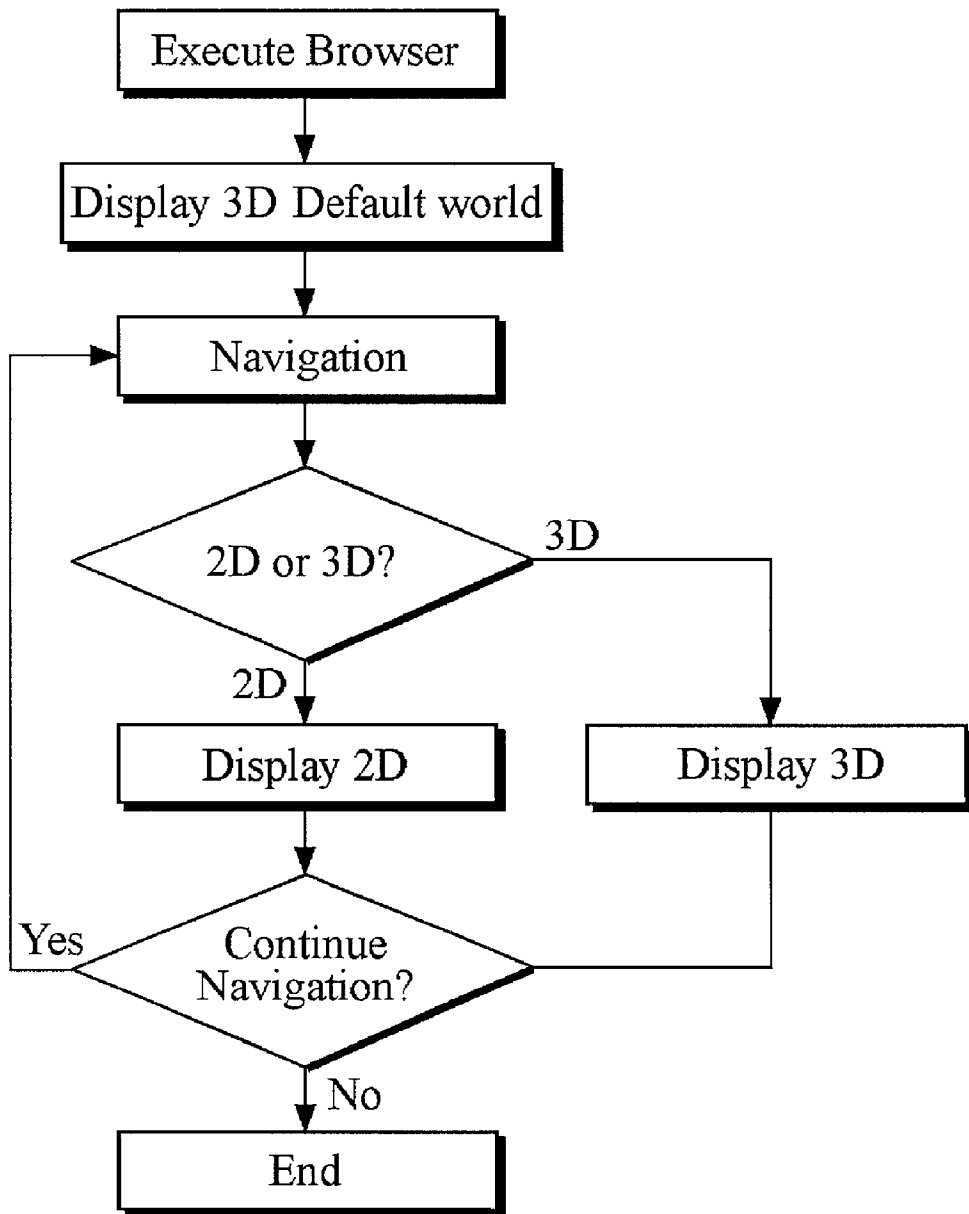 Execute Browser
Display 3D Default world
Navigation
2D or 3D?
3D
2D
Display 2D
Display 3D
Yes
Continue
Navigation?
No
End